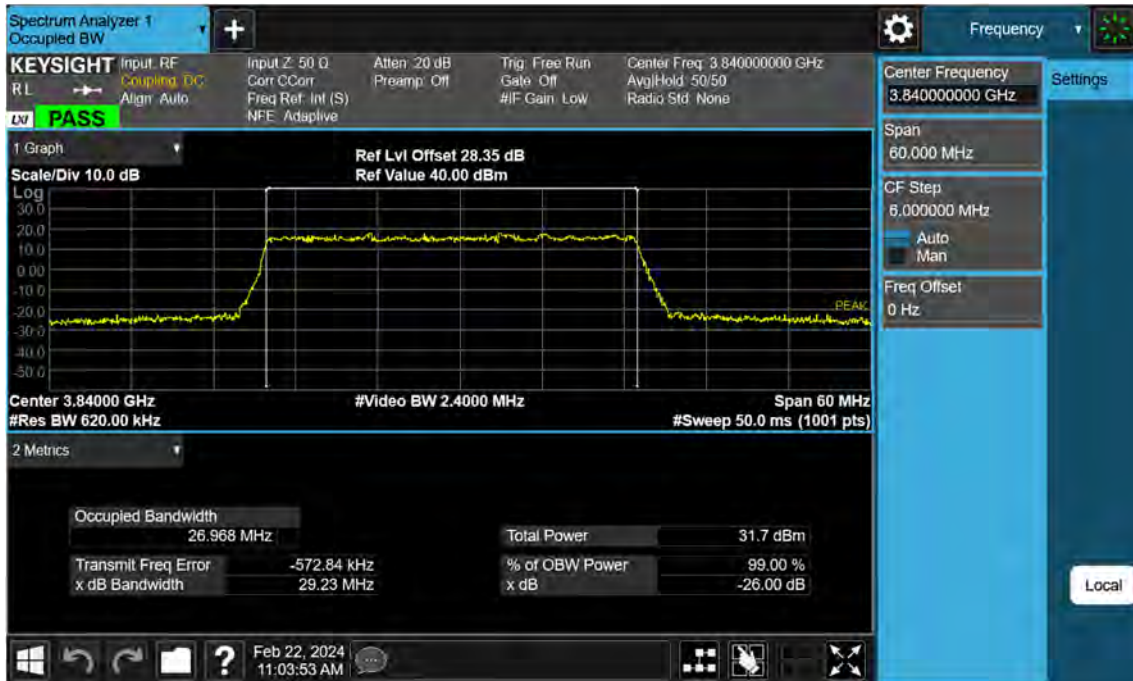 Spectrum Analyzer 1
Occupied BW
+
Frequency
KEYSIGHT
RL
LXI
PASS
Input: RF
Coupling: DC
Align: Auto
Input Z: 50 Ω
Corr CCorr
Freq Ref: Int (S)
NFE: Adaptive
Atten: 20 dB
Preamp: Off
Trig: Free Run
Gate: Off
#IF Gain: Low
Center Freq: 3.840000000 GHz
Avg|Hold: 50/50
Radio Std: None
Center Frequency
3.840000000 GHz
Settings
Span
60.000 MHz
CF Step
6.000000 MHz
Auto
Man
Freq Offset
0 Hz
Local
1 Graph
Scale/Div 10.0 dB
Ref Lvl Offset 28.35 dB
Ref Value 40.00 dBm
Log
30.0
20.0
10.0
0.00
-10.0
-20.0
-30.0
-40.0
-50.0
PEAK
Center 3.84000 GHz
#Video BW 2.4000 MHz
Span 60 MHz
#Res BW 620.00 kHz
#Sweep 50.0 ms (1001 pts)
2 Metrics
Occupied Bandwidth
26.968 MHz
Total Power 31.7 dBm
Transmit Freq Error -572.84 kHz
% of OBW Power 99.00 %
x dB Bandwidth 29.23 MHz
x dB -26.00 dB
?
Feb 22, 2024
11:03:53 AM